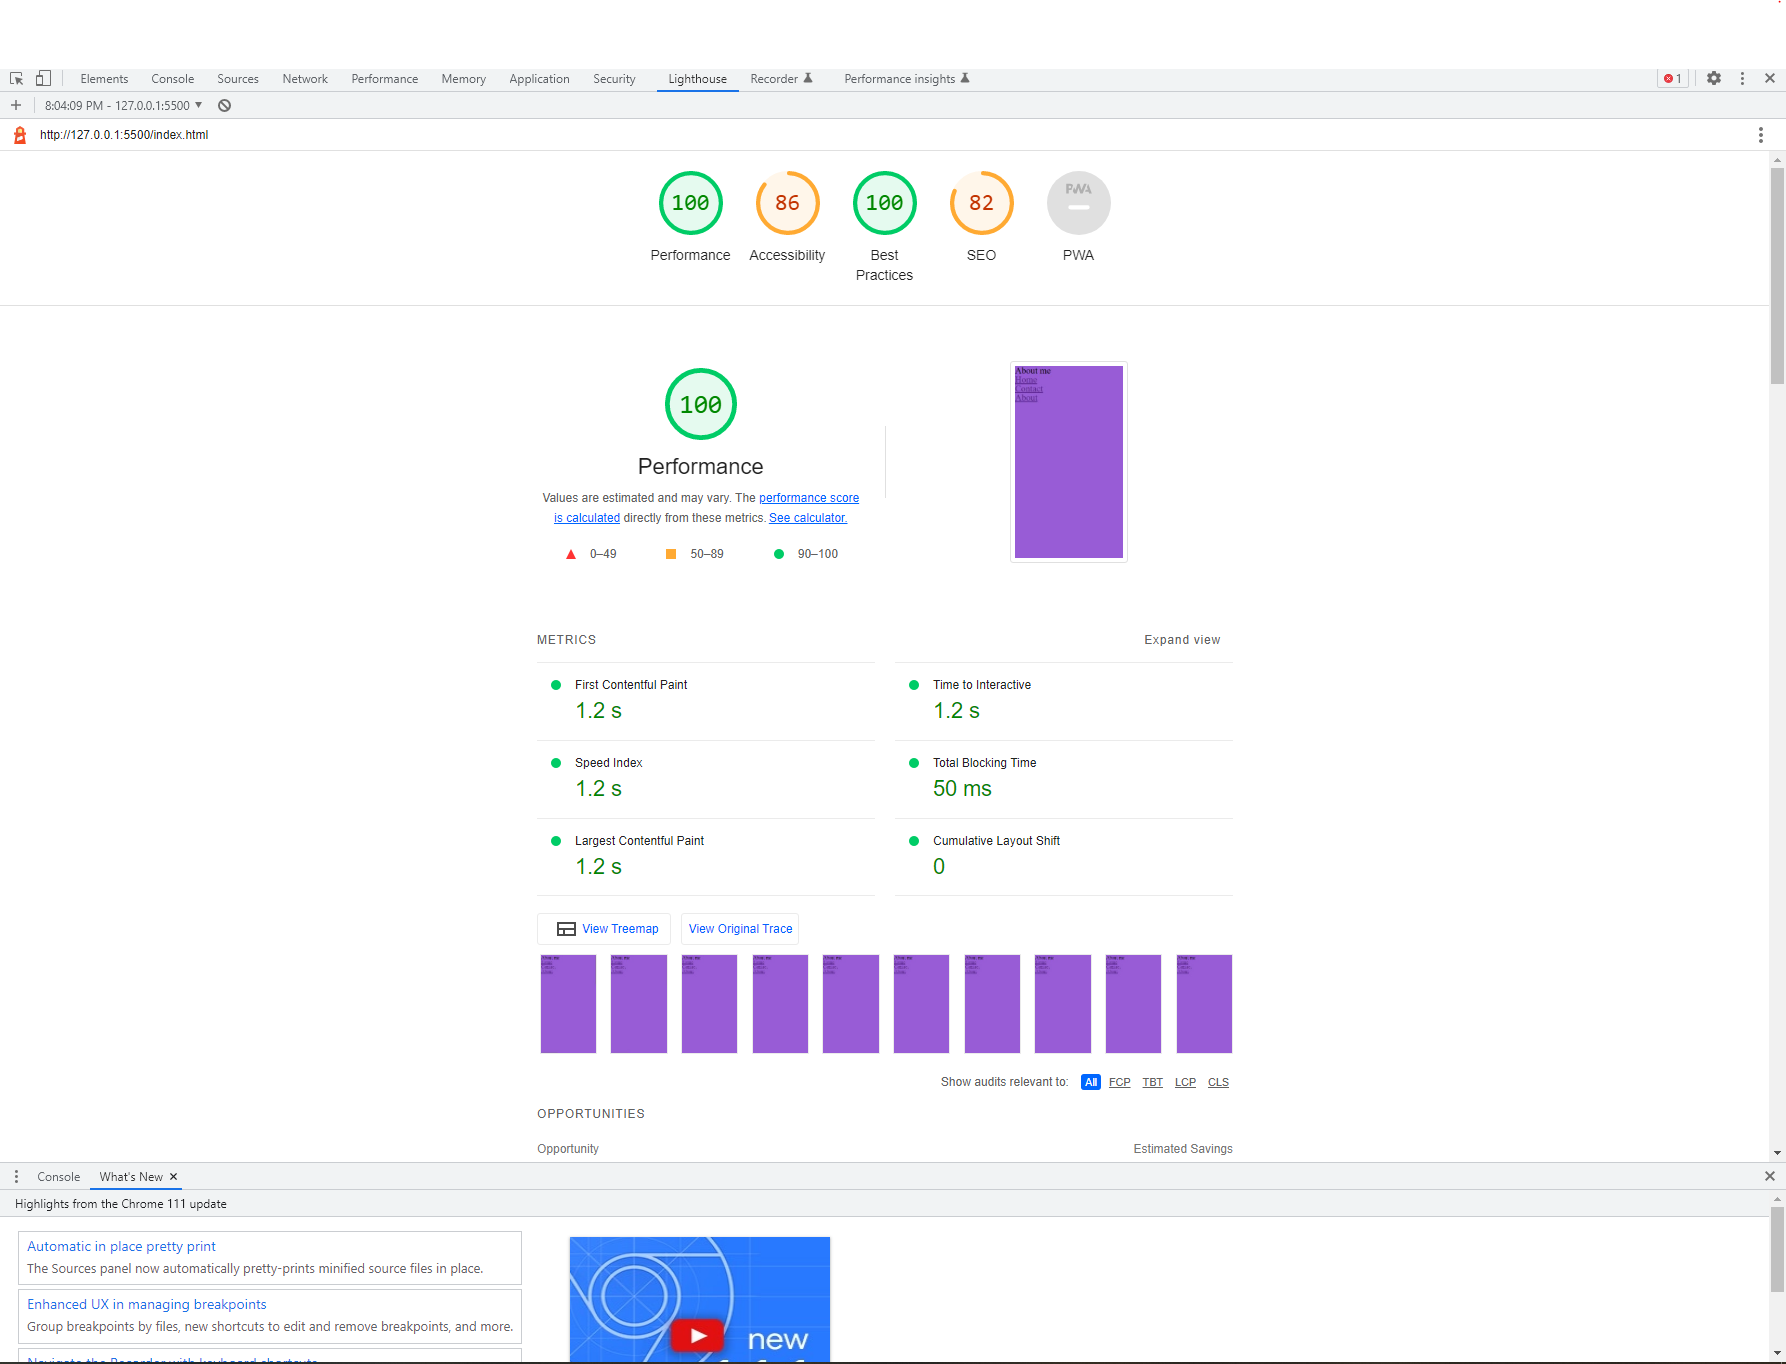 Elements Console Sources Network Performance Memory Application Security Lighthouse Recorder Performance insights 1
8:04:09 PM - 127.0.0.1:5500
http://127.0.0.1:5500/index.html
100 86 100 82 PWA
Performance Accessibility Best Practices SEO PWA
100
Performance
Values are estimated and may vary. The performance score
is calculated directly from these metrics. See calculator.
0–49 50–89 90–100
About me
Home
Contact
About
METRICS Expand view
First Contentful Paint Time to Interactive
1.2 s 1.2 s
Speed Index Total Blocking Time
1.2 s 50 ms
Largest Contentful Paint Cumulative Layout Shift
1.2 s 0
View Treemap View Original Trace
Show audits relevant to: All FCP TBT LCP CLS
OPPORTUNITIES
Opportunity Estimated Savings
Console What's New
Highlights from the Chrome 111 update
Automatic in place pretty print
The Sources panel now automatically pretty-prints minified source files in place.
Enhanced UX in managing breakpoints
Group breakpoints by files, new shortcuts to edit and remove breakpoints, and more.
new